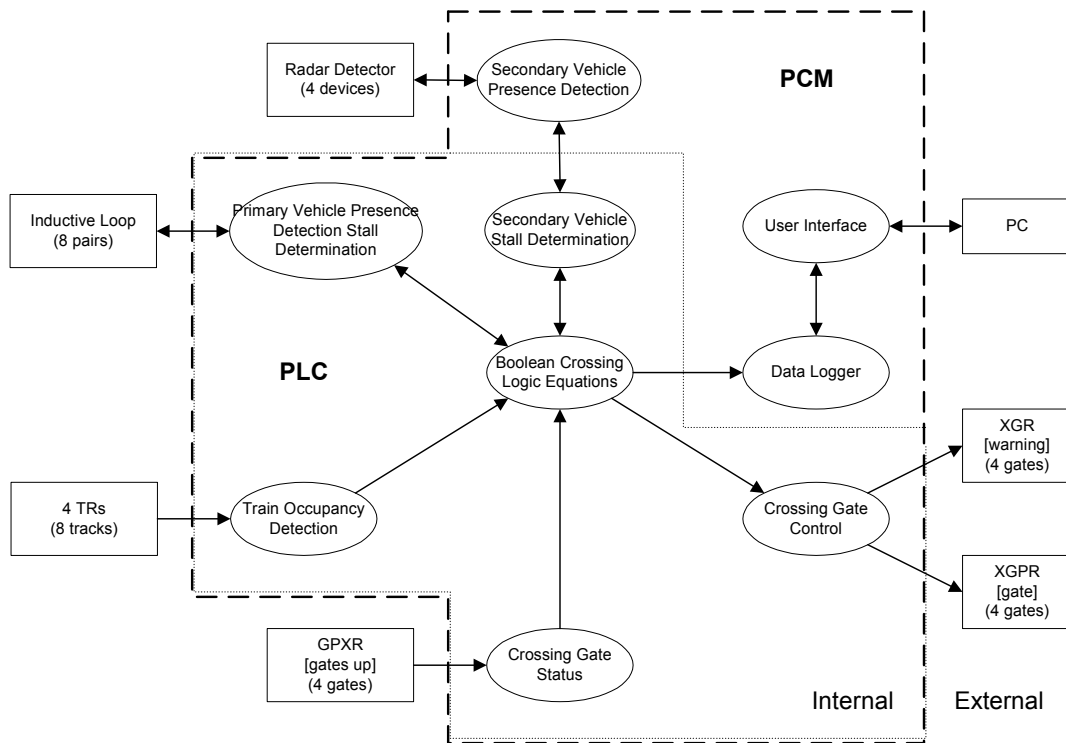 Radar Detector
(4 devices)
Secondary Vehicle
Presence Detection
PCM
Inductive Loop
(8 pairs)
Primary Vehicle Presence
Detection Stall
Determination
Secondary Vehicle
Stall Determination
User Interface
PC
PLC
Boolean Crossing
Logic Equations
Data Logger
XGR
[warning]
(4 gates)
4 TRs
(8 tracks)
Train Occupancy
Detection
Crossing Gate
Control
XGPR
[gate]
(4 gates)
GPXR
[gates up]
(4 gates)
Crossing Gate
Status
Internal
External